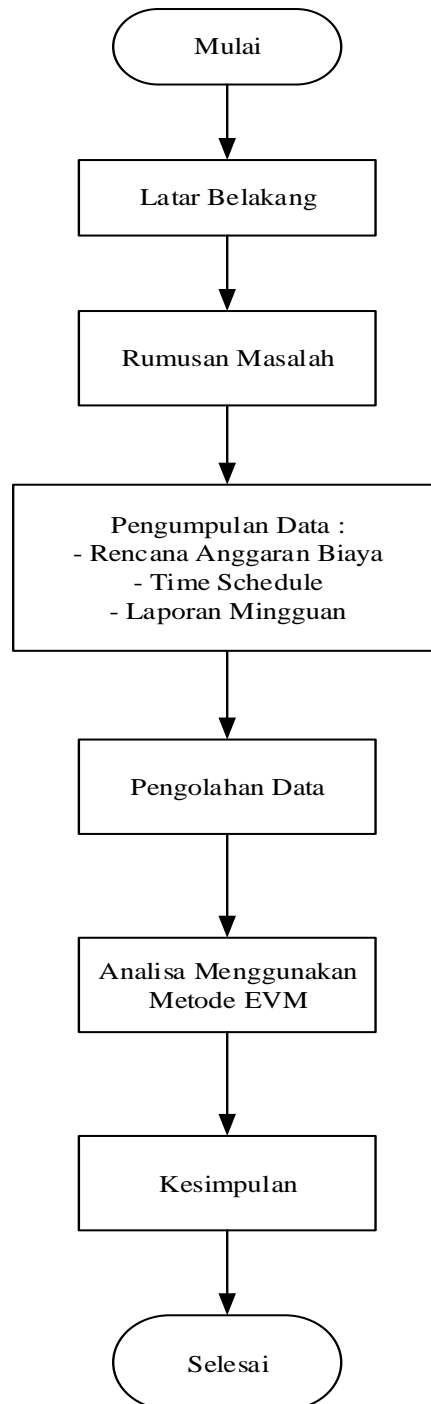 Mulai
Latar Belakang
Rumusan Masalah
Pengumpulan Data :
- Rencana Anggaran Biaya
- Time Schedule
- Laporan Mingguan
Pengolahan Data
Analisa Menggunakan
Metode EVM
Kesimpulan
Selesai